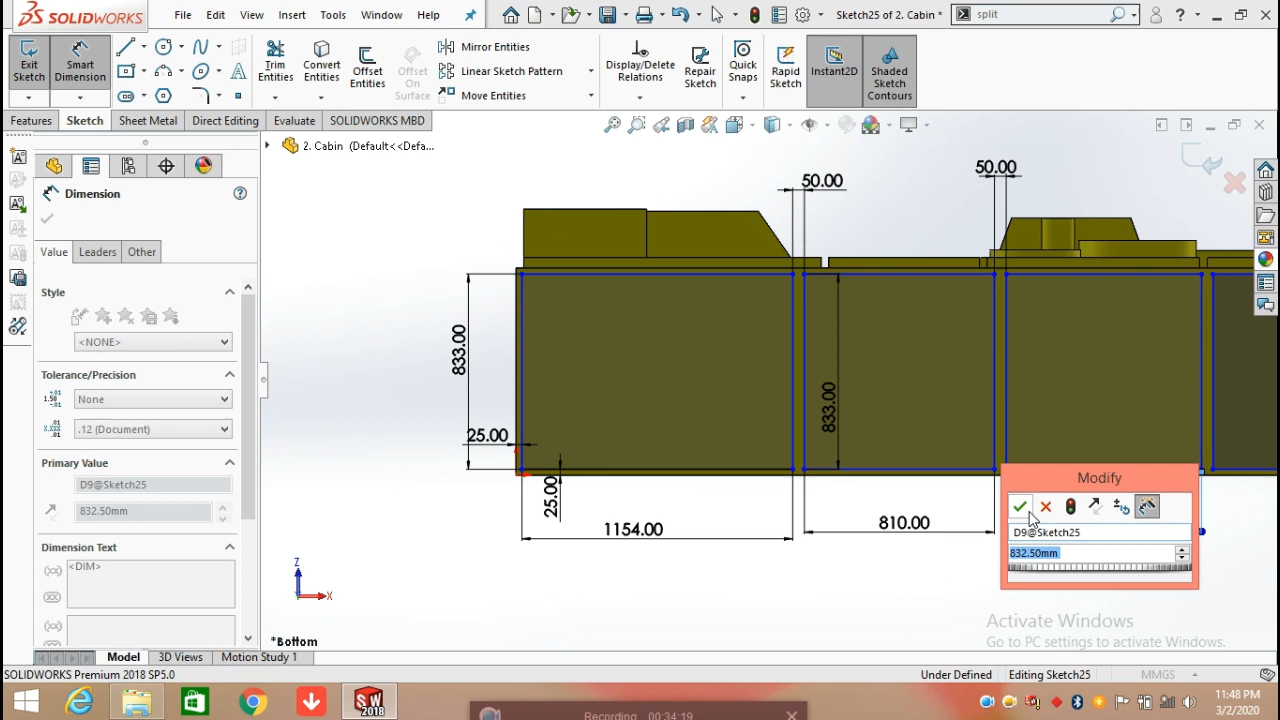 SOLIDWORKS
File Edit View Insert Tools Window Help
Sketch25 of 2. Cabin *
split
Exit Sketch
Smart Dimension
Trim Entities
Convert Entities
Offset Entities
Offset On Surface
Mirror Entities
Linear Sketch Pattern
Move Entities
Display/Delete Relations
Repair Sketch
Quick Snaps
Rapid Sketch
Instant2D
Shaded Sketch Contours
Features Sketch Sheet Metal Direct Editing Evaluate SOLIDWORKS MBD
2. Cabin (Default<<Defa...
Dimension
Value Leaders Other
Style
<NONE>
Tolerance/Precision
None
.12 (Document)
Primary Value
D9@Sketch25
832.50mm
Dimension Text
<DIM>
50.00
50.00
833.00
833.00
25.00
25.00
1154.00
810.00
Modify
D9@Sketch25
832.50mm
Z
X
*Bottom
Activate Windows
Go to PC settings to activate Windows.
Model 3D Views Motion Study 1
SOLIDWORKS Premium 2018 SP5.0
Under Defined Editing Sketch25 MMGS
SW
2018
Recording 00:34:19
11:48 PM
3/2/2020